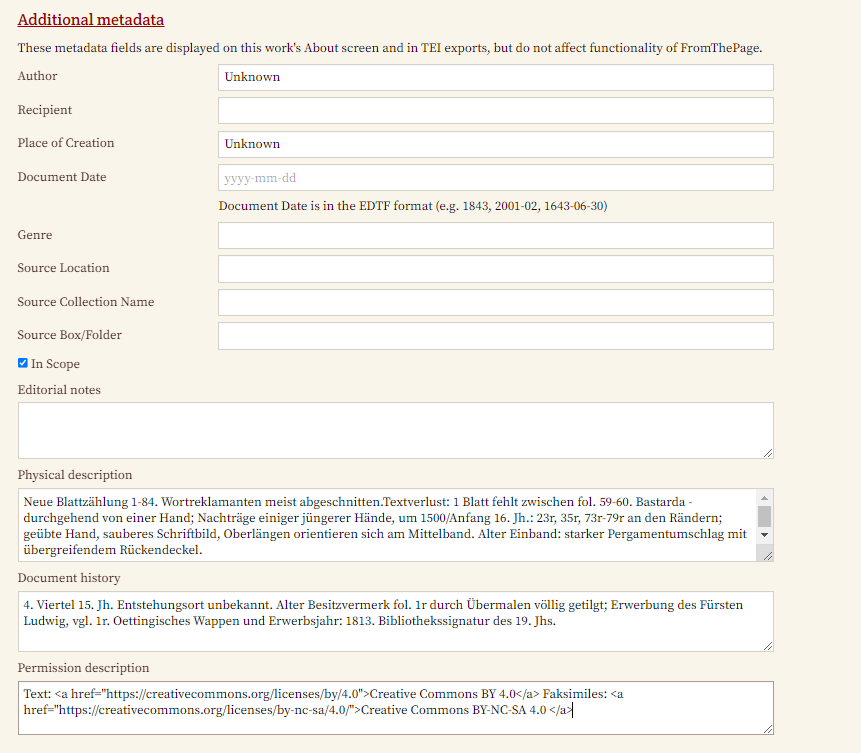 Additional metadata
These metadata fields are displayed on this work's About screen and in TEI exports, but do not affect functionality of FromThePage.
Author
Unknown
Recipient
Place of Creation
Unknown
Document Date
yyyy-mm-dd
Document Date is in the EDTF format (e.g. 1843, 2001-02, 1643-06-30)
Genre
Source Location
Source Collection Name
Source Box/Folder
In Scope
Editorial notes
Physical description
Neue Blattzählung 1-84. Wortreklamanten meist abgeschnitten.Textverlust: 1 Blatt fehlt zwischen fol. 59-60. Bastarda -
durchgehend von einer Hand; Nachträge einiger jüngerer Hände, um 1500/Anfang 16. Jh.: 23r, 35r, 73r-79r an den Rändern;
geübte Hand, sauberes Schriftbild, Oberlängen orientieren sich am Mittelband. Alter Einband: starker Pergamentumschlag mit
übergreifendem Rückendeckel.
Document history
4. Viertel 15. Jh. Entstehungsort unbekannt. Alter Besitzvermerk fol. 1r durch Übermalen völlig getilgt; Erwerbung des Fürsten
Ludwig, vgl. 1r. Oettingisches Wappen und Erwerbsjahr: 1813. Bibliothekssignatur des 19. Jhs.
Permission description
Text: <a href="https://creativecommons.org/licenses/by/4.0">Creative Commons BY 4.0</a> Faksimiles: <a
href="https://creativecommons.org/licenses/by-nc-sa/4.0/">Creative Commons BY-NC-SA 4.0 </a>